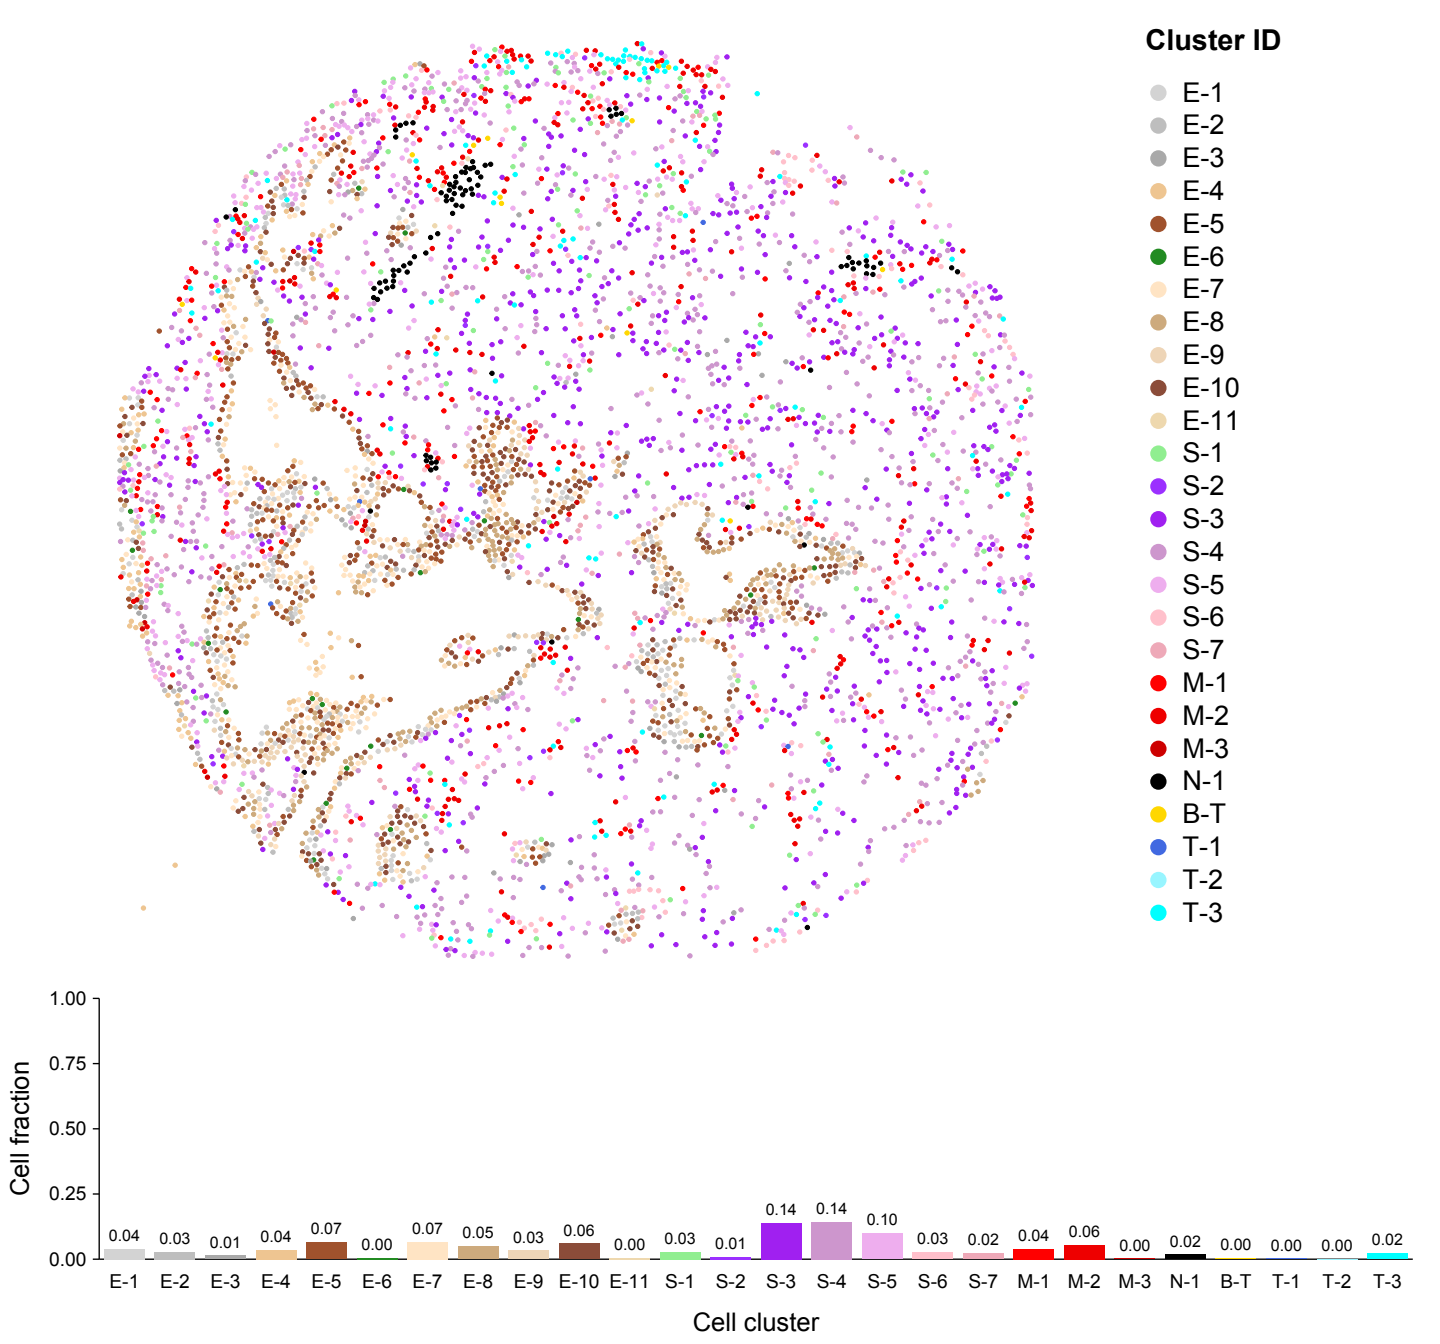 Cluster ID
E-1
E-2
E-3
E-4
E-5
E-6
E-7
E-8
E-9
E-10
E-11
S-1
S-2
S-3
S-4
S-5
S-6
S-7
M-1
M-2
M-3
N-1
B-T
T-1
T-2
T-3
1.00
0.75
0.50
0.25
0.00
Cell fraction
0.04 0.03 0.01 0.04 0.07 0.00 0.07 0.05 0.03 0.06 0.00 0.03 0.01 0.14 0.14 0.10 0.03 0.02 0.04 0.06 0.00 0.02 0.00 0.00 0.00 0.02
E-1 E-2 E-3 E-4 E-5 E-6 E-7 E-8 E-9 E-10 E-11 S-1 S-2 S-3 S-4 S-5 S-6 S-7 M-1 M-2 M-3 N-1 B-T T-1 T-2 T-3
Cell cluster